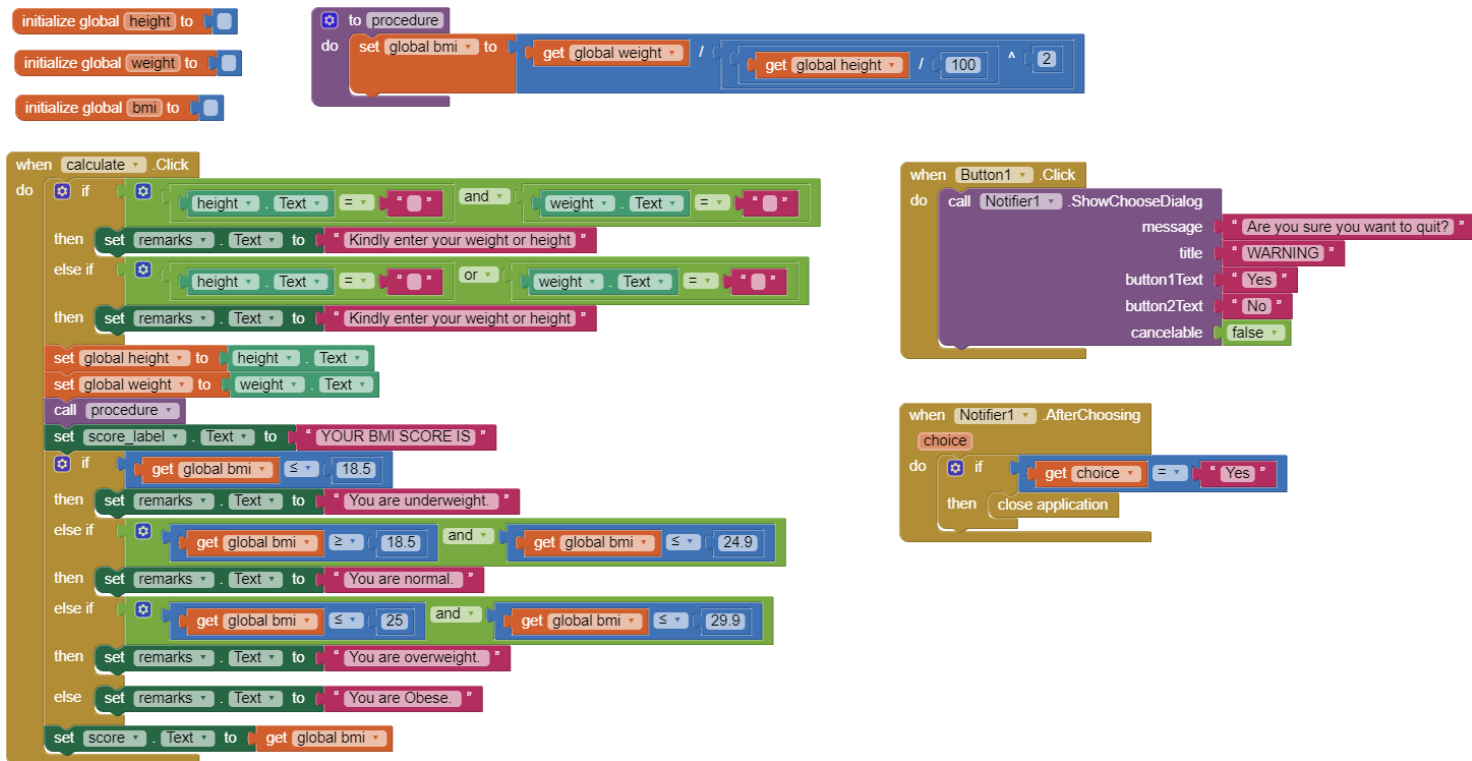 initialize global height to
initialize global weight to
initialize global bmi to
to procedure
do set global bmi to get global weight / get global height / 100 ^ 2
when calculate .Click
do if height . Text = " " and weight . Text = " "
then set remarks . Text to " Kindly enter your weight or height "
else if height . Text = " " or weight . Text = " "
then set remarks . Text to " Kindly enter your weight or height "
set global height to height . Text
set global weight to weight . Text
call procedure
set score_label . Text to " YOUR BMI SCORE IS "
if get global bmi ≤ 18.5
then set remarks . Text to " You are underweight. "
else if get global bmi ≥ 18.5 and get global bmi ≤ 24.9
then set remarks . Text to " You are normal. "
else if get global bmi ≤ 25 and get global bmi ≤ 29.9
then set remarks . Text to " You are overweight. "
else set remarks . Text to " You are Obese. "
set score . Text to get global bmi
when Button1 .Click
do call Notifier1 .ShowChooseDialog
message " Are you sure you want to quit? "
title " WARNING "
button1Text " Yes "
button2Text " No "
cancelable false
when Notifier1 .AfterChoosing
choice
do if get choice = " Yes "
then close application